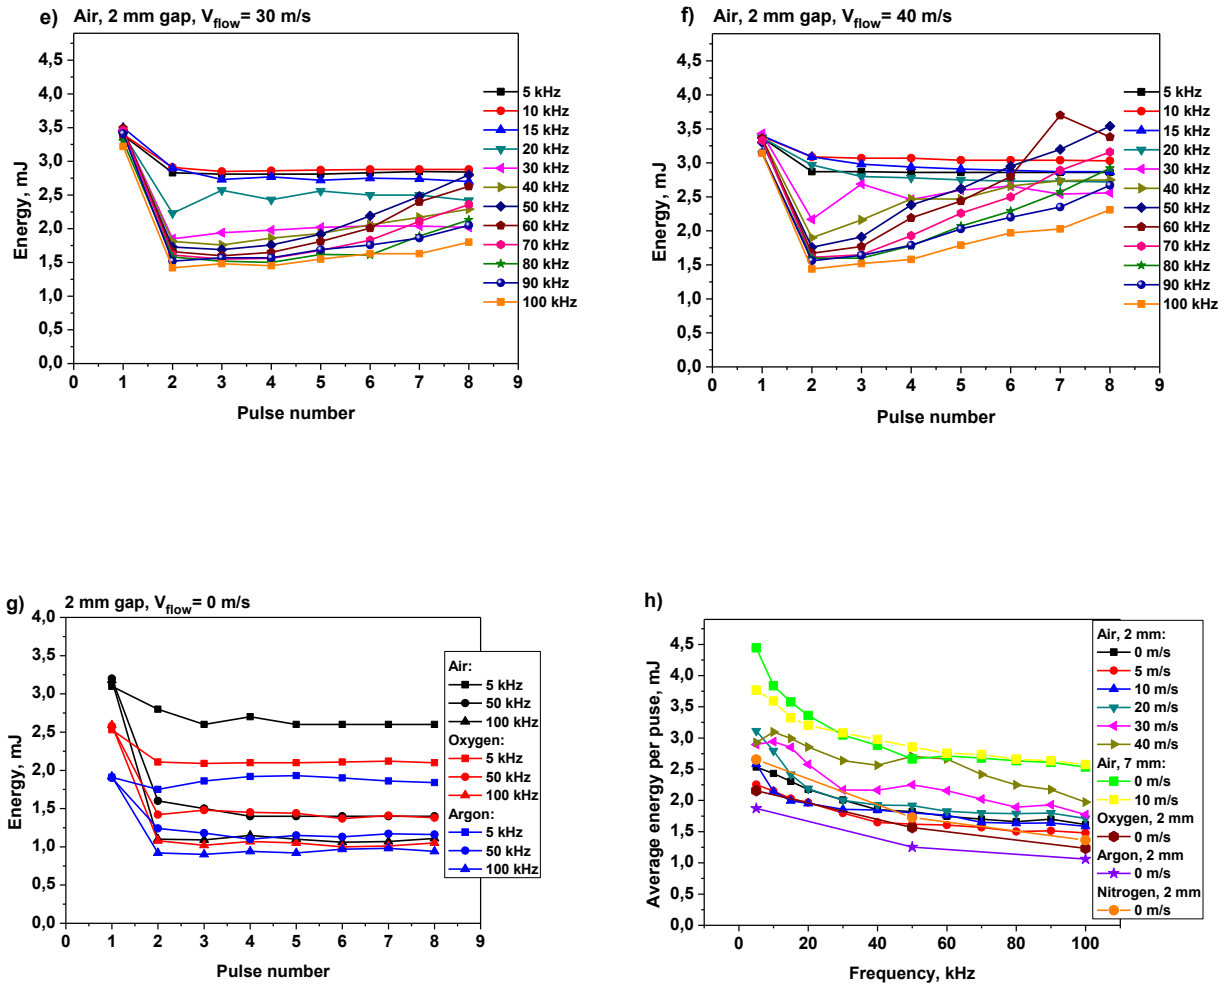 e) Air, 2 mm gap, Vflow= 30 m/s
4,5
4,0
3,5
3,0
2,5
2,0
1,5
1,0
0,5
0,0
Energy, mJ
0 1 2 3 4 5 6 7 8 9
Pulse number
5 kHz
10 kHz
15 kHz
20 kHz
30 kHz
40 kHz
50 kHz
60 kHz
70 kHz
80 kHz
90 kHz
100 kHz
f) Air, 2 mm gap, Vflow= 40 m/s
4,5
4,0
3,5
3,0
2,5
2,0
1,5
1,0
0,5
0,0
Energy, mJ
0 1 2 3 4 5 6 7 8 9
Pulse number
5 kHz
10 kHz
15 kHz
20 kHz
30 kHz
40 kHz
50 kHz
60 kHz
70 kHz
80 kHz
90 kHz
100 kHz
g) 2 mm gap, Vflow= 0 m/s
4,0
3,5
3,0
2,5
2,0
1,5
1,0
0,5
0,0
Energy, mJ
0 1 2 3 4 5 6 7 8 9
Pulse number
Air:
5 kHz
50 kHz
100 kHz
Oxygen:
5 kHz
50 kHz
100 kHz
Argon:
5 kHz
50 kHz
100 kHz
h)
4,5
4,0
3,5
3,0
2,5
2,0
1,5
1,0
0,5
0,0
Average energy per puse, mJ
0 20 40 60 80 100
Frequency, kHz
Air, 2 mm:
0 m/s
5 m/s
10 m/s
20 m/s
30 m/s
40 m/s
Air, 7 mm:
0 m/s
10 m/s
Oxygen, 2 mm
0 m/s
Argon, 2 mm
0 m/s
Nitrogen, 2 mm
0 m/s